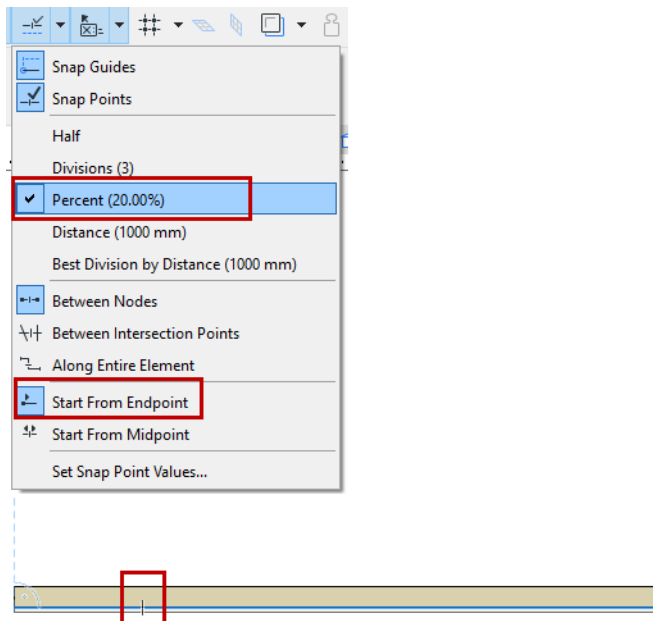 Snap Guides
Snap Points
Half
Divisions (3)
Percent (20.00%)
Distance (1000 mm)
Best Division by Distance (1000 mm)
Between Nodes
Between Intersection Points
Along Entire Element
Start From Endpoint
Start From Midpoint
Set Snap Point Values...